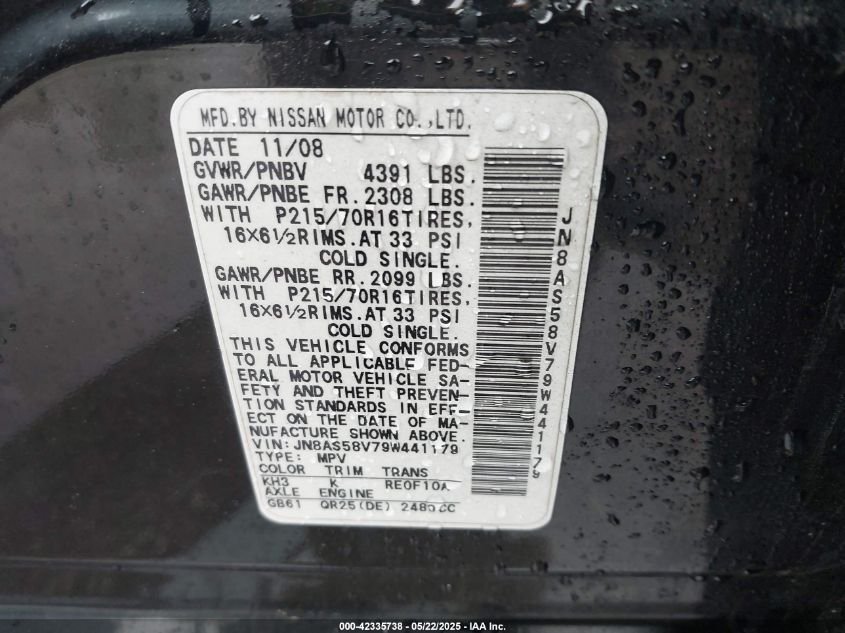 MFD.BY NISSAN MOTOR CO.,LTD.
DATE 11/08
GVWR/PNBV 4391 LBS.
GAWR/PNBE FR.2308 LBS.
WITH P215/70R16TIRES,
16X6½RIMS.AT 33 PSI
COLD SINGLE.
GAWR/PNBE RR.2099 LBS.
WITH P215/70R16TIRES,
16X6½RIMS.AT 33 PSI
COLD SINGLE.
THIS VEHICLE CONFORMS
TO ALL APPLICABLE FED-
ERAL MOTOR VEHICLE SA-
FETY AND THEFT PREVEN-
TION STANDARDS IN EFF-
ECT ON THE DATE OF MA-
NUFACTURE SHOWN ABOVE.
VIN:JN8AS58V79W441179
TYPE: MPV
COLOR TRIM TRANS
KH3 K RE0F10A
AXLE ENGINE
GB61 QR25(DE) 2488CC
JN8AS58V79W441179
000-42335738 - 05/22/2025 - IAA Inc.